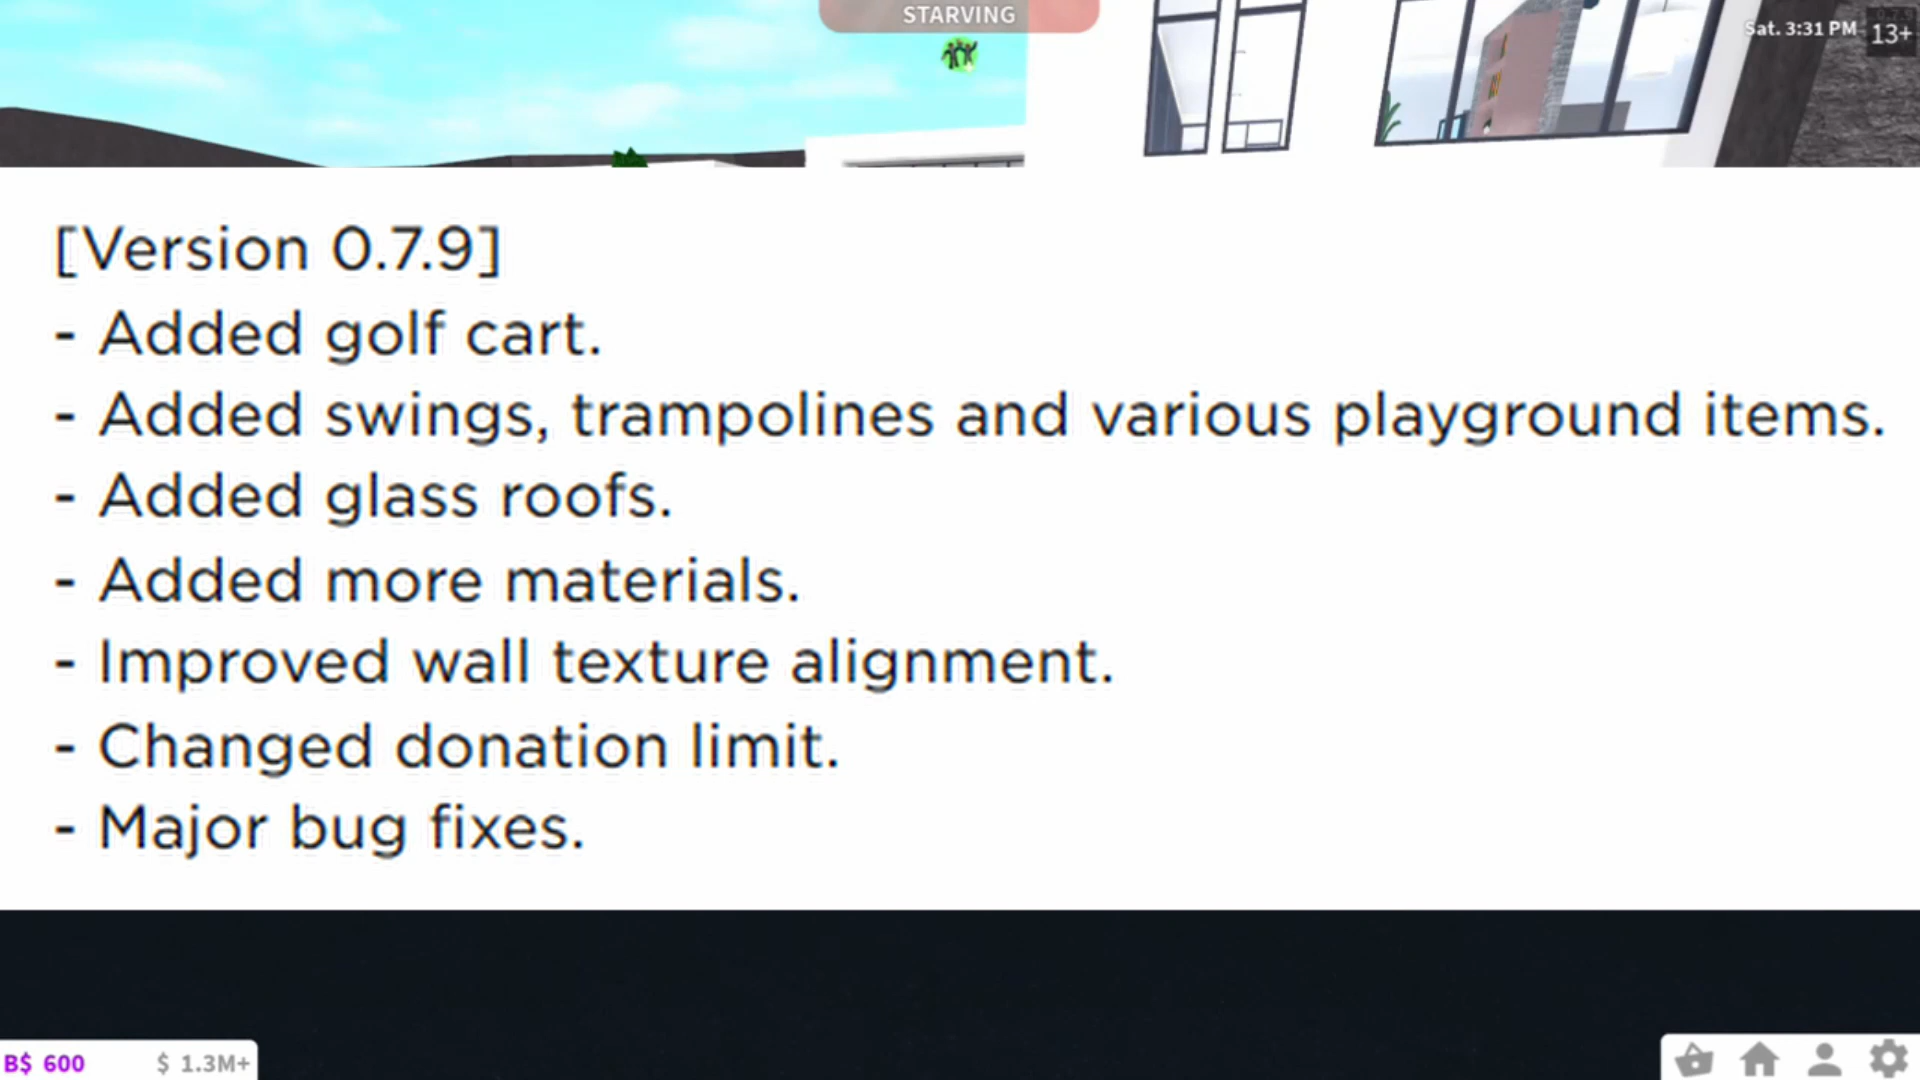 STARVING
Sat. 3:31 PM
13+
[Version 0.7.9]
- Added golf cart.
- Added swings, trampolines and various playground items.
- Added glass roofs.
- Added more materials.
- Improved wall texture alignment.
- Changed donation limit.
- Major bug fixes.
B$ 600
$ 1.3M+